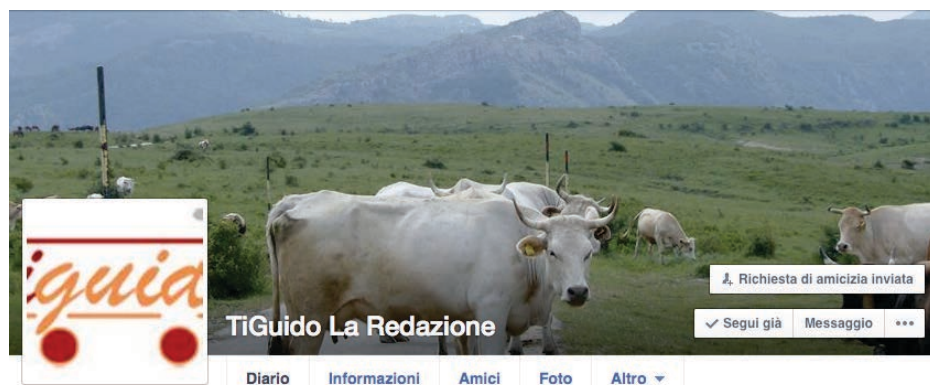 iguid
Richiesta di amicizia inviata
TiGuido La Redazione
Segui già Messaggio
Diario Informazioni Amici Foto Altro